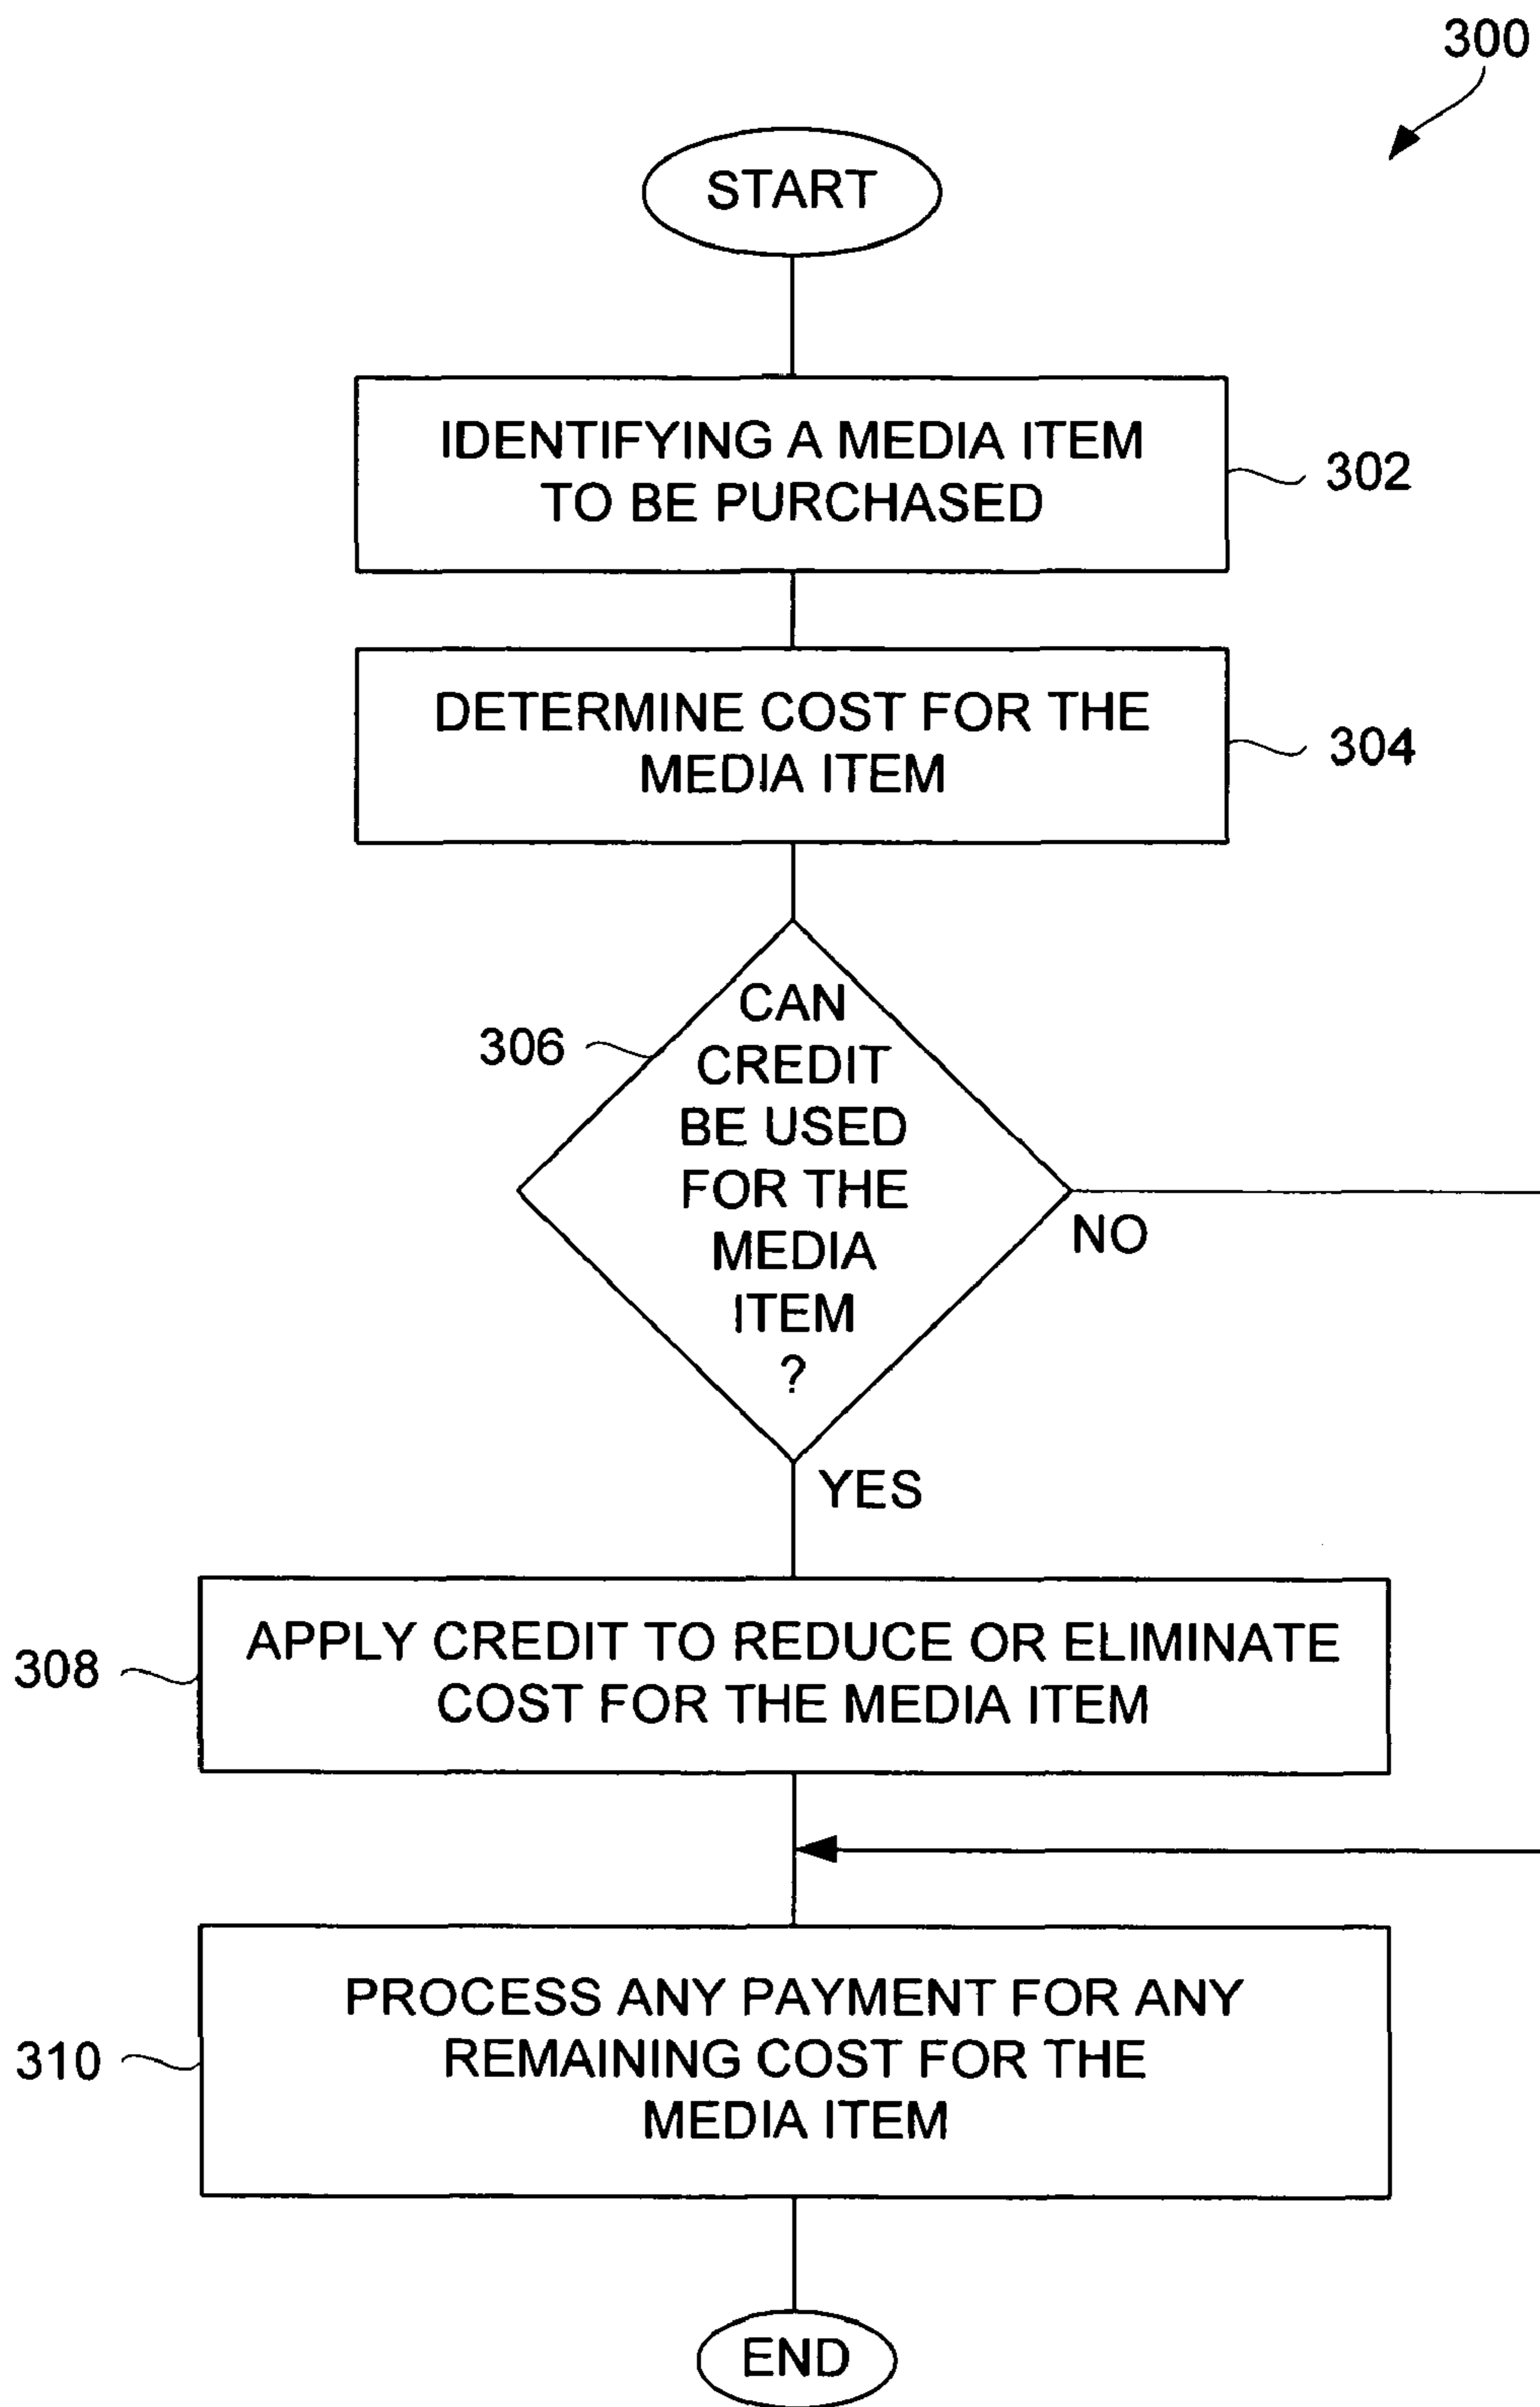 300
START
IDENTIFYING A MEDIA ITEM
TO BE PURCHASED
302
DETERMINE COST FOR THE
MEDIA ITEM
304
306
CAN
CREDIT
BE USED
FOR THE
MEDIA
ITEM
?
NO
YES
308
APPLY CREDIT TO REDUCE OR ELIMINATE
COST FOR THE MEDIA ITEM
310
PROCESS ANY PAYMENT FOR ANY
REMAINING COST FOR THE
MEDIA ITEM
END